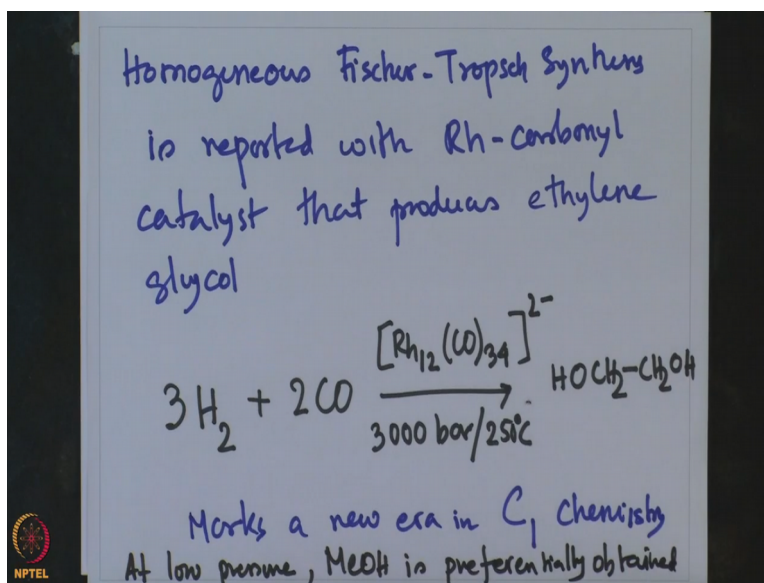 Homogeneous Fischer-Tropsch Synthesis
is reported with Rh-carbonyl
catalyst that produces ethylene
glycol
3H₂ + 2CO [Rh₁₂(CO)₃₄]²⁻ 3000 bar/250°C HOCH₂-CH₂OH
Marks a new era in C₁ chemistry
At low pressure, MeOH is preferentially obtained
NPTEL